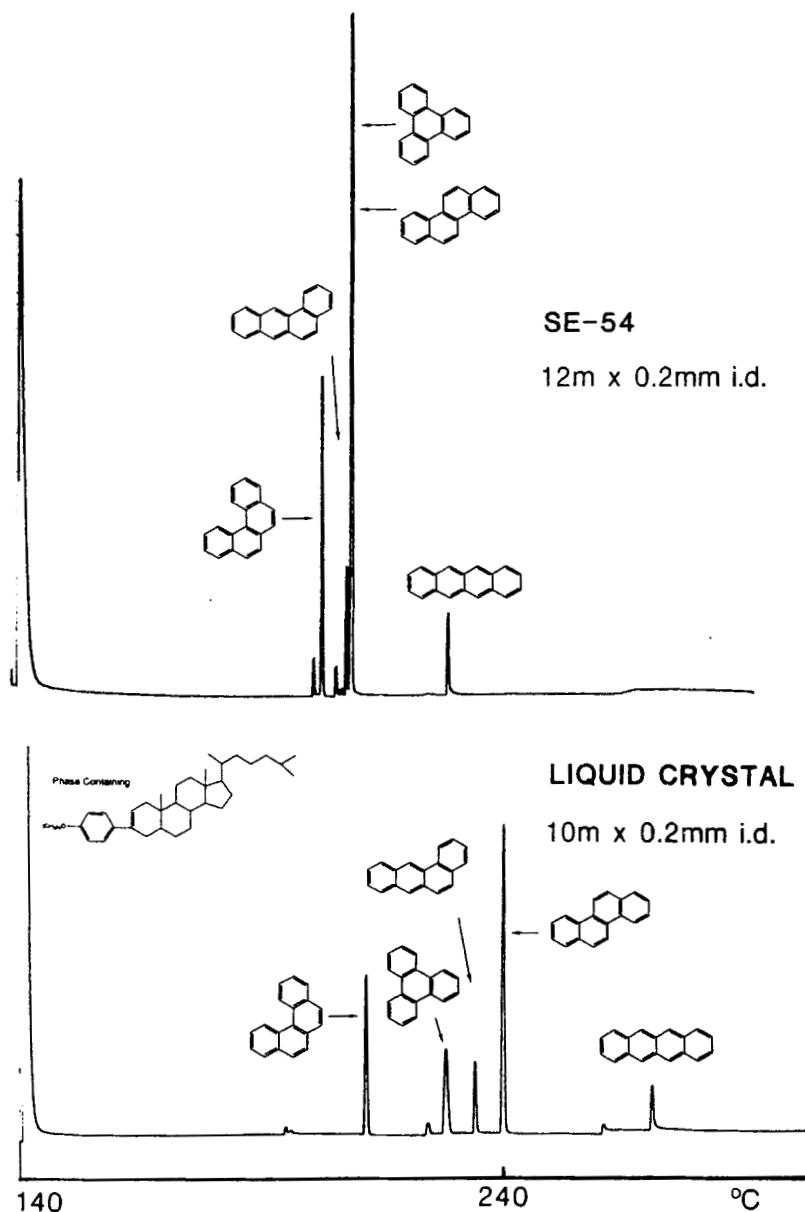 SE-54
12m x 0.2mm i.d.
Phase Containing
LIQUID CRYSTAL
10m x 0.2mm i.d.
140
240
°C